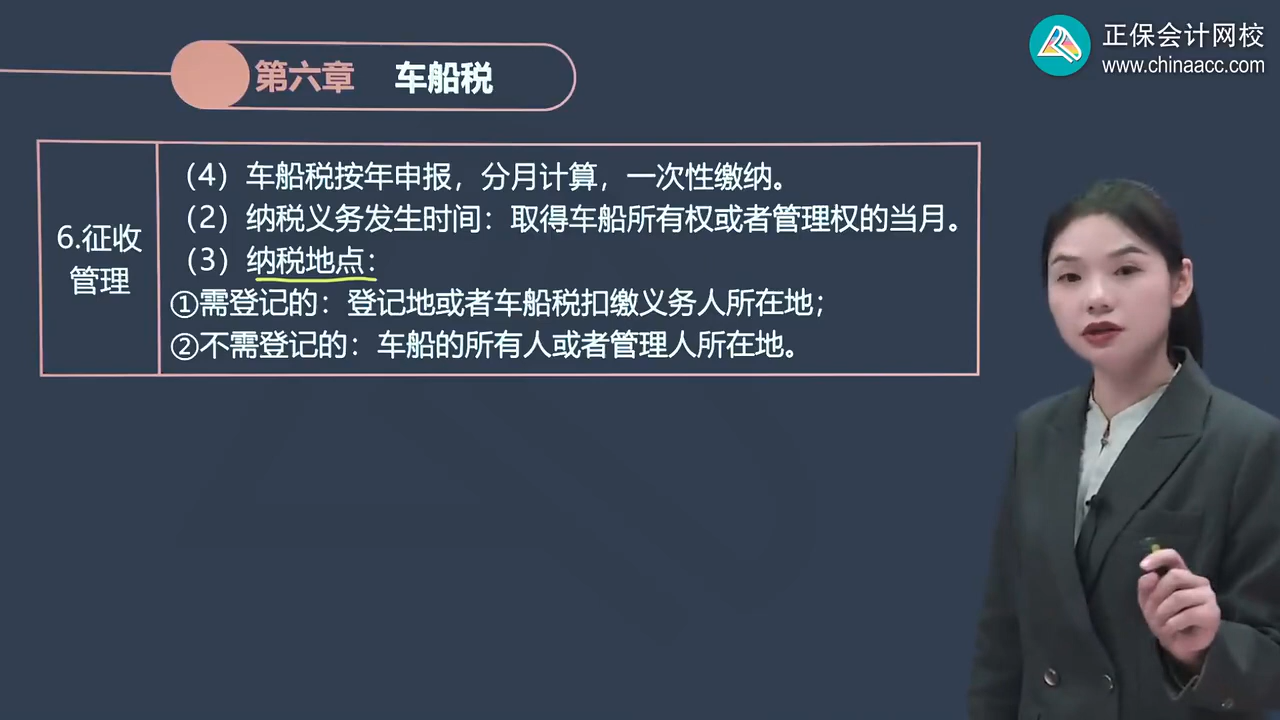 正保会计网校
www.chinaacc.com
第六章 车船税
6.征收管理
（4）车船税按年申报，分月计算，一次性缴纳。
（2）纳税义务发生时间：取得车船所有权或者管理权的当月。
（3）纳税地点：
①需登记的：登记地或者车船税扣缴义务人所在地；
②不需登记的：车船的所有人或者管理人所在地。